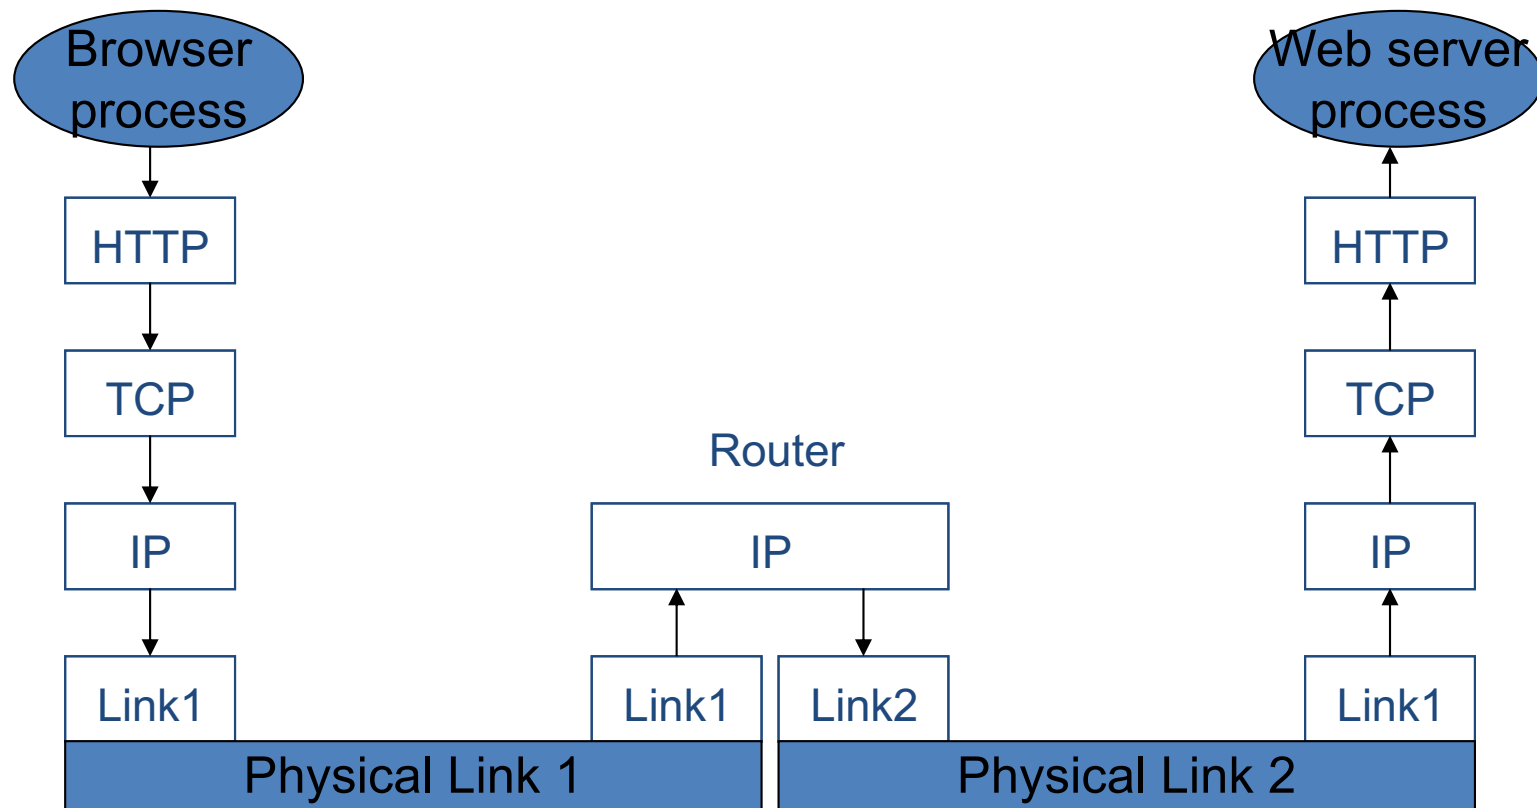 Browser
process
Web server
process
HTTP
HTTP
TCP
TCP
Router
IP
IP
IP
Link1
Link1
Link2
Link1
Physical Link 1
Physical Link 2